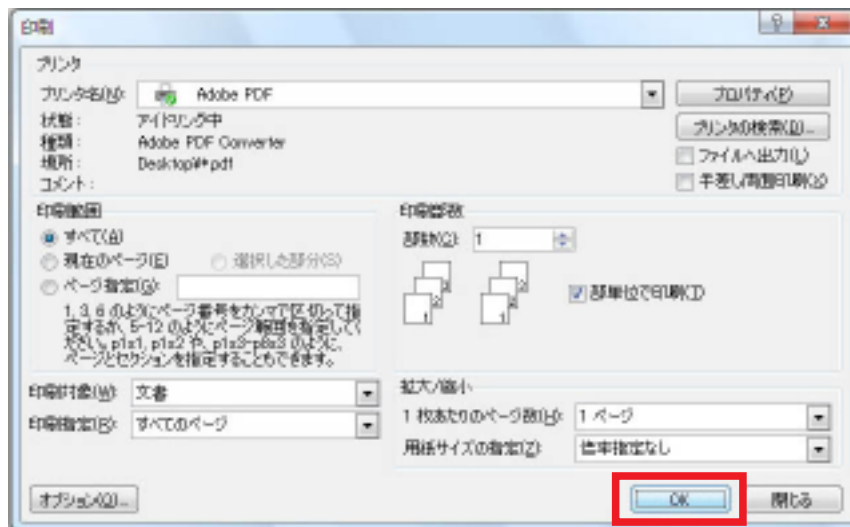 印刷
プリンタ
プリンタ名(N): Adobe PDF プロパティ(P)
状態: アイドリング中 プリンタの検索(D)...
種類: Adobe PDF Converter
場所: Desktop¥*.pdf ファイルへ出力(L)
コメント: 手差し両面印刷(X)
印刷範囲 印刷部数
すべて(A) 部数(C): 1
現在のページ(E) 選択した部分(S)
ページ指定(G): 部単位で印刷(T)
1,3,6 のようにページ番号をカンマで区切って指
定するか、5-12 のようにページ範囲を指定してく
ださい。p1s1, p1s2 や、p1s3-p8s3 のように、
ページとセクションを指定することもできます。
印刷対象(W): 文書 拡大/縮小
印刷指定(R): すべてのページ 1 枚あたりのページ数(H): 1 ページ
用紙サイズの指定(Z): 倍率指定なし
オプション(O)... OK 閉じる